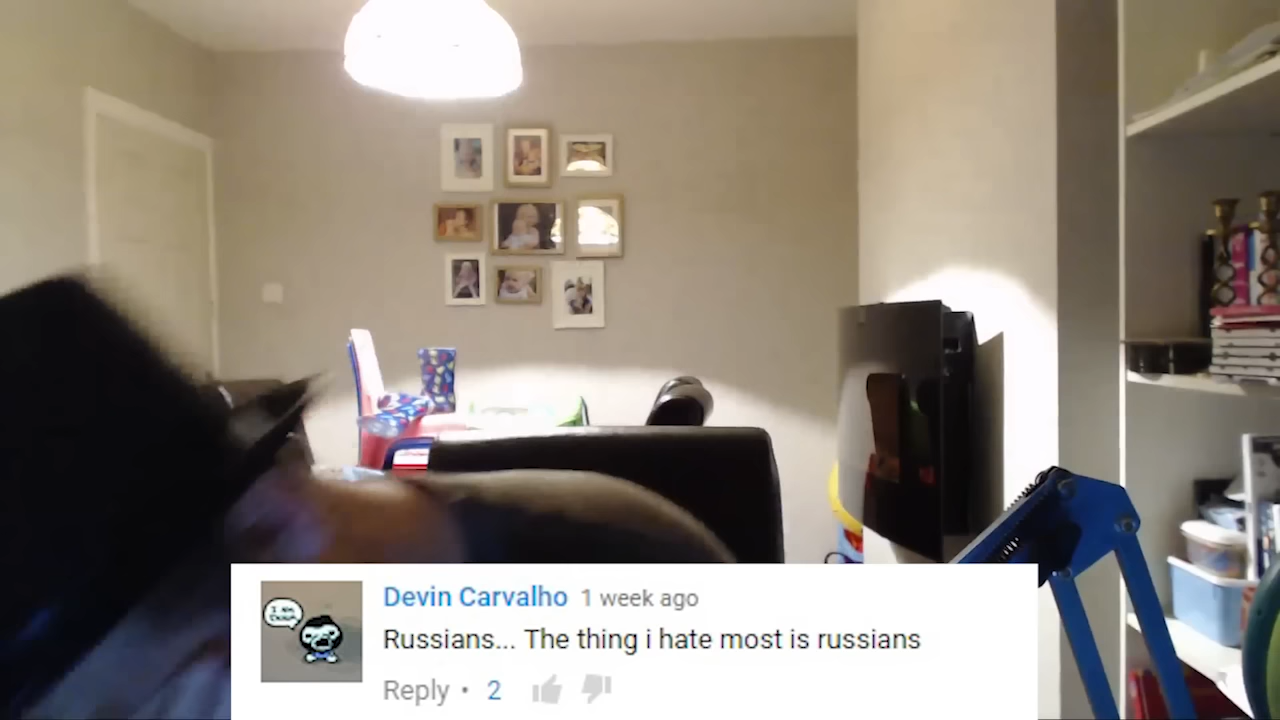 Devin Carvalho 1 week ago
Russians... The thing i hate most is russians
Reply • 2